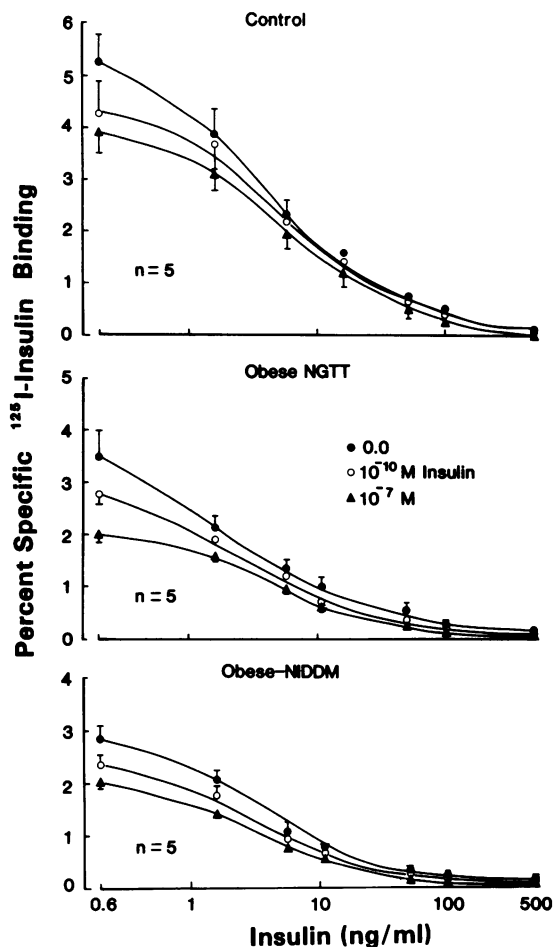 Control
6
5
4
3
2
1
0
n=5
Obese NGTT
5
4
3
2
1
0
● 0.0
○ 10⁻¹⁰ M Insulin
▲ 10⁻⁷ M
n=5
Obese-NIDDM
4
3
2
1
0
n=5
0.6 1 10 100 500
Insulin (ng/ml)
Percent Specific ¹²⁵I-Insulin Binding